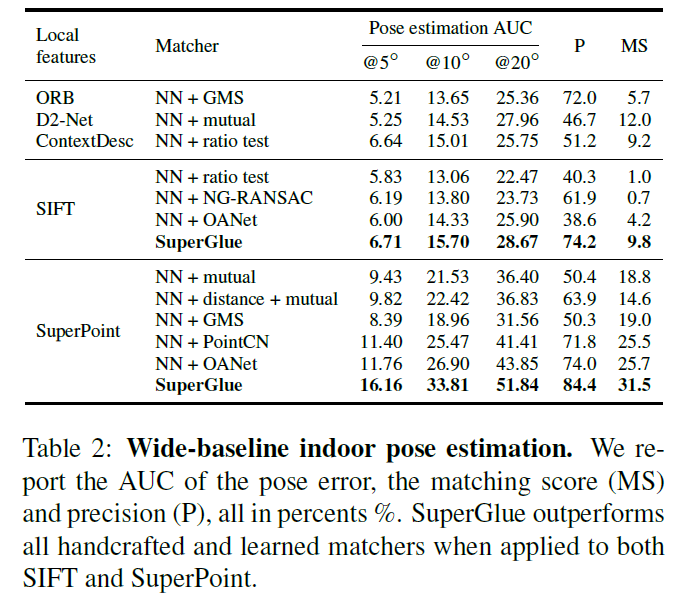 Local features Matcher Pose estimation AUC P MS
@5° @10° @20°
ORB NN + GMS 5.21 13.65 25.36 72.0 5.7
D2-Net NN + mutual 5.25 14.53 27.96 46.7 12.0
ContextDesc NN + ratio test 6.64 15.01 25.75 51.2 9.2
SIFT NN + ratio test 5.83 13.06 22.47 40.3 1.0
NN + NG-RANSAC 6.19 13.80 23.73 61.9 0.7
NN + OANet 6.00 14.33 25.90 38.6 4.2
SuperGlue 6.71 15.70 28.67 74.2 9.8
SuperPoint NN + mutual 9.43 21.53 36.40 50.4 18.8
NN + distance + mutual 9.82 22.42 36.83 63.9 14.6
NN + GMS 8.39 18.96 31.56 50.3 19.0
NN + PointCN 11.40 25.47 41.41 71.8 25.5
NN + OANet 11.76 26.90 43.85 74.0 25.7
SuperGlue 16.16 33.81 51.84 84.4 31.5
Table 2: Wide-baseline indoor pose estimation. We re-
port the AUC of the pose error, the matching score (MS)
and precision (P), all in percents %. SuperGlue outperforms
all handcrafted and learned matchers when applied to both
SIFT and SuperPoint.